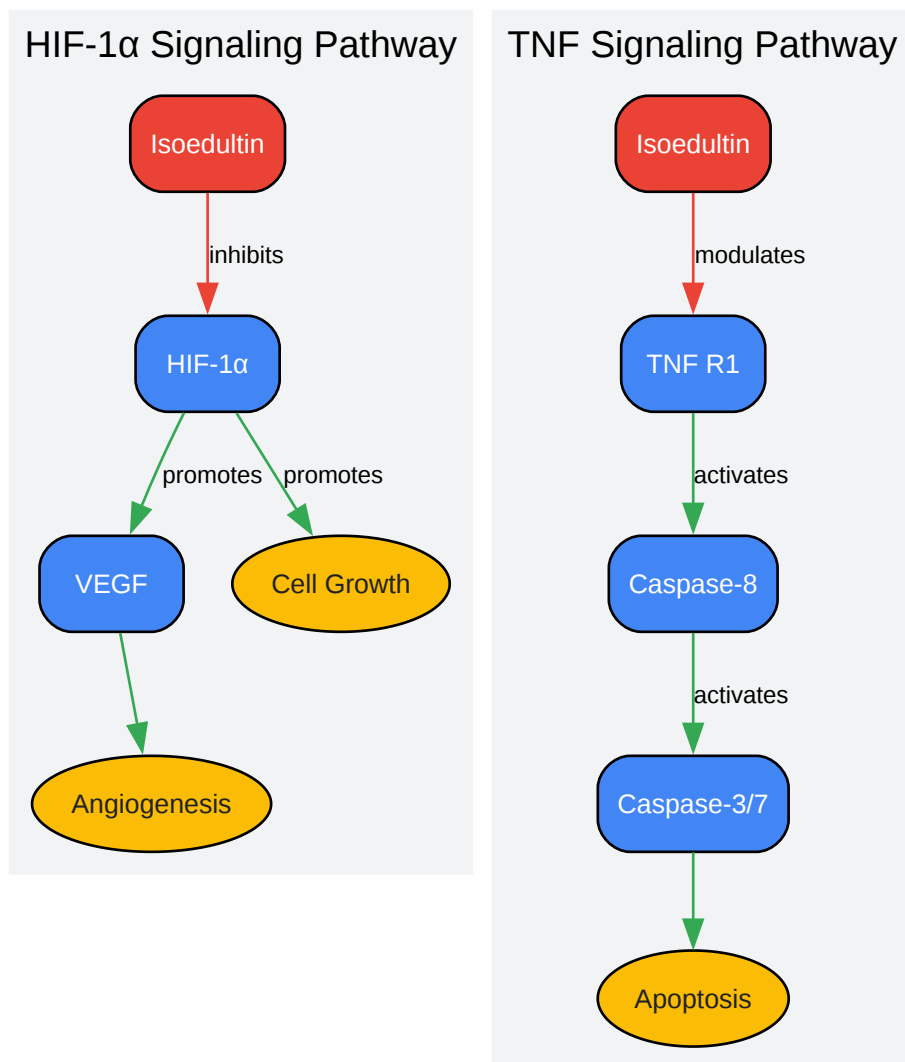 HIF-1α Signaling Pathway
Isoedultin
inhibits
HIF-1α
promotes
promotes
VEGF
Cell Growth
Angiogenesis
TNF Signaling Pathway
Isoedultin
modulates
TNF R1
activates
Caspase-8
activates
Caspase-3/7
Apoptosis